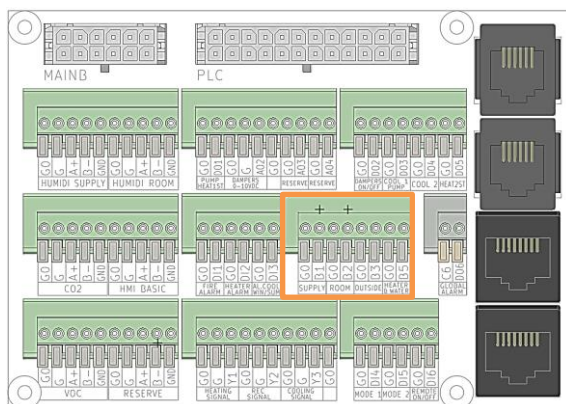 MAINB PLC
G0 G A+ B- GND G0 G A+ B- GND
HUMIDI SUPPLY HUMIDI ROOM
G0 DO1 G0 G AO2 G0 AO3 G0 AO4
PUMP HEAT1ST DAMPERS 0-10VDC RESERVE RESERVE
G0 DO2 G0 DO3 G0 DO4 G0 DO5
DAMPERS ON/OFF COOL 1 PUMP COOL 2 HEAT2ST
G0 G A+ B- GND G0 G A+ B- GND
CO2 HMI BASIC
G0 DI1 G0 DI2 G0 DI3
FIRE ALARM HEATER ALARM AL.COOL WIN/SUM
G0 B1 G0 B2 G0 B3 G0 B5
SUPPLY ROOM OUTSIDE HEATER WATER
C6 DO6
GLOBAL ALARM
G0 G A+ B- GND G0 G A+ B- GND
VOC RESERVE
G0 G Y1 G0 G Y2 G0 G Y3 G0
HEATING SIGNAL REC SIGNAL COOLING SIGNAL
G0 DI4 G0 DI5 G0 DI6
MODE 1 MODE 2 REMOTE ON/OFF